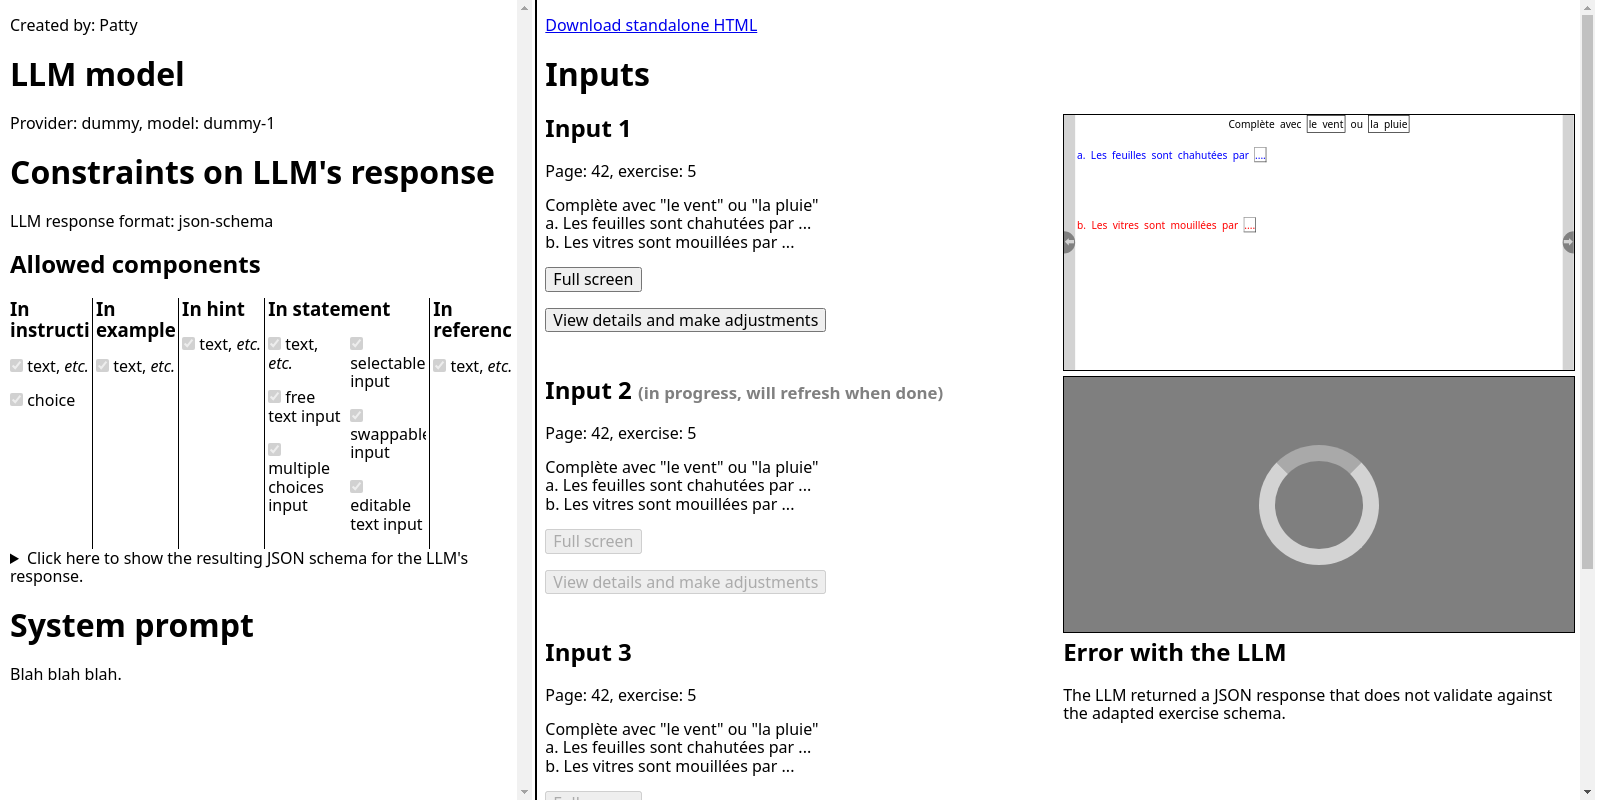 Created by: Patty
LLM model
Provider: dummy, model: dummy-1
Constraints on LLM's response
LLM response format: json-schema
Allowed components
In instructi
text, etc.
choice
In example
text, etc.
In hint
text, etc.
In statement
text, etc.
free text input
multiple choices input
selectable input
swappable input
editable text input
In referenc
text, etc.
Click here to show the resulting JSON schema for the LLM's
response.
System prompt
Blah blah blah.
Download standalone HTML
Inputs
Input 1
Page: 42, exercise: 5
Complète avec "le vent" ou "la pluie"
a. Les feuilles sont chahutées par ...
b. Les vitres sont mouillées par ...
Full screen
View details and make adjustments
Complète avec le vent ou la pluie
a. Les feuilles sont chahutées par ....
b. Les vitres sont mouillées par ....
Input 2 (in progress, will refresh when done)
Page: 42, exercise: 5
Complète avec "le vent" ou "la pluie"
a. Les feuilles sont chahutées par ...
b. Les vitres sont mouillées par ...
Full screen
View details and make adjustments
Input 3
Page: 42, exercise: 5
Complète avec "le vent" ou "la pluie"
a. Les feuilles sont chahutées par ...
b. Les vitres sont mouillées par ...
Error with the LLM
The LLM returned a JSON response that does not validate against
the adapted exercise schema.